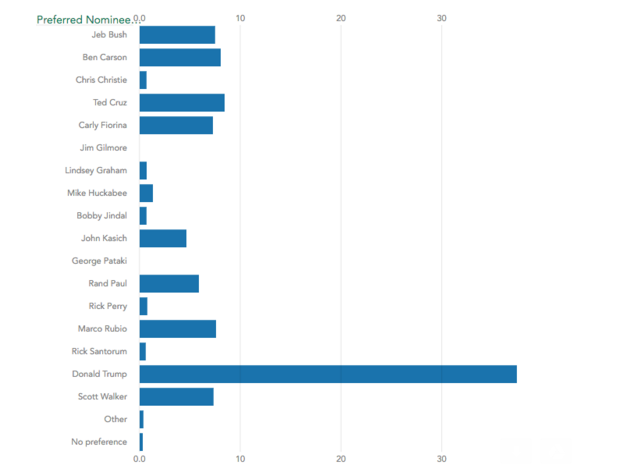 Preferred Nominee...
0.0 10 20 30
Jeb Bush
Ben Carson
Chris Christie
Ted Cruz
Carly Fiorina
Jim Gilmore
Lindsey Graham
Mike Huckabee
Bobby Jindal
John Kasich
George Pataki
Rand Paul
Rick Perry
Marco Rubio
Rick Santorum
Donald Trump
Scott Walker
Other
No preference
0.0 10 20 30